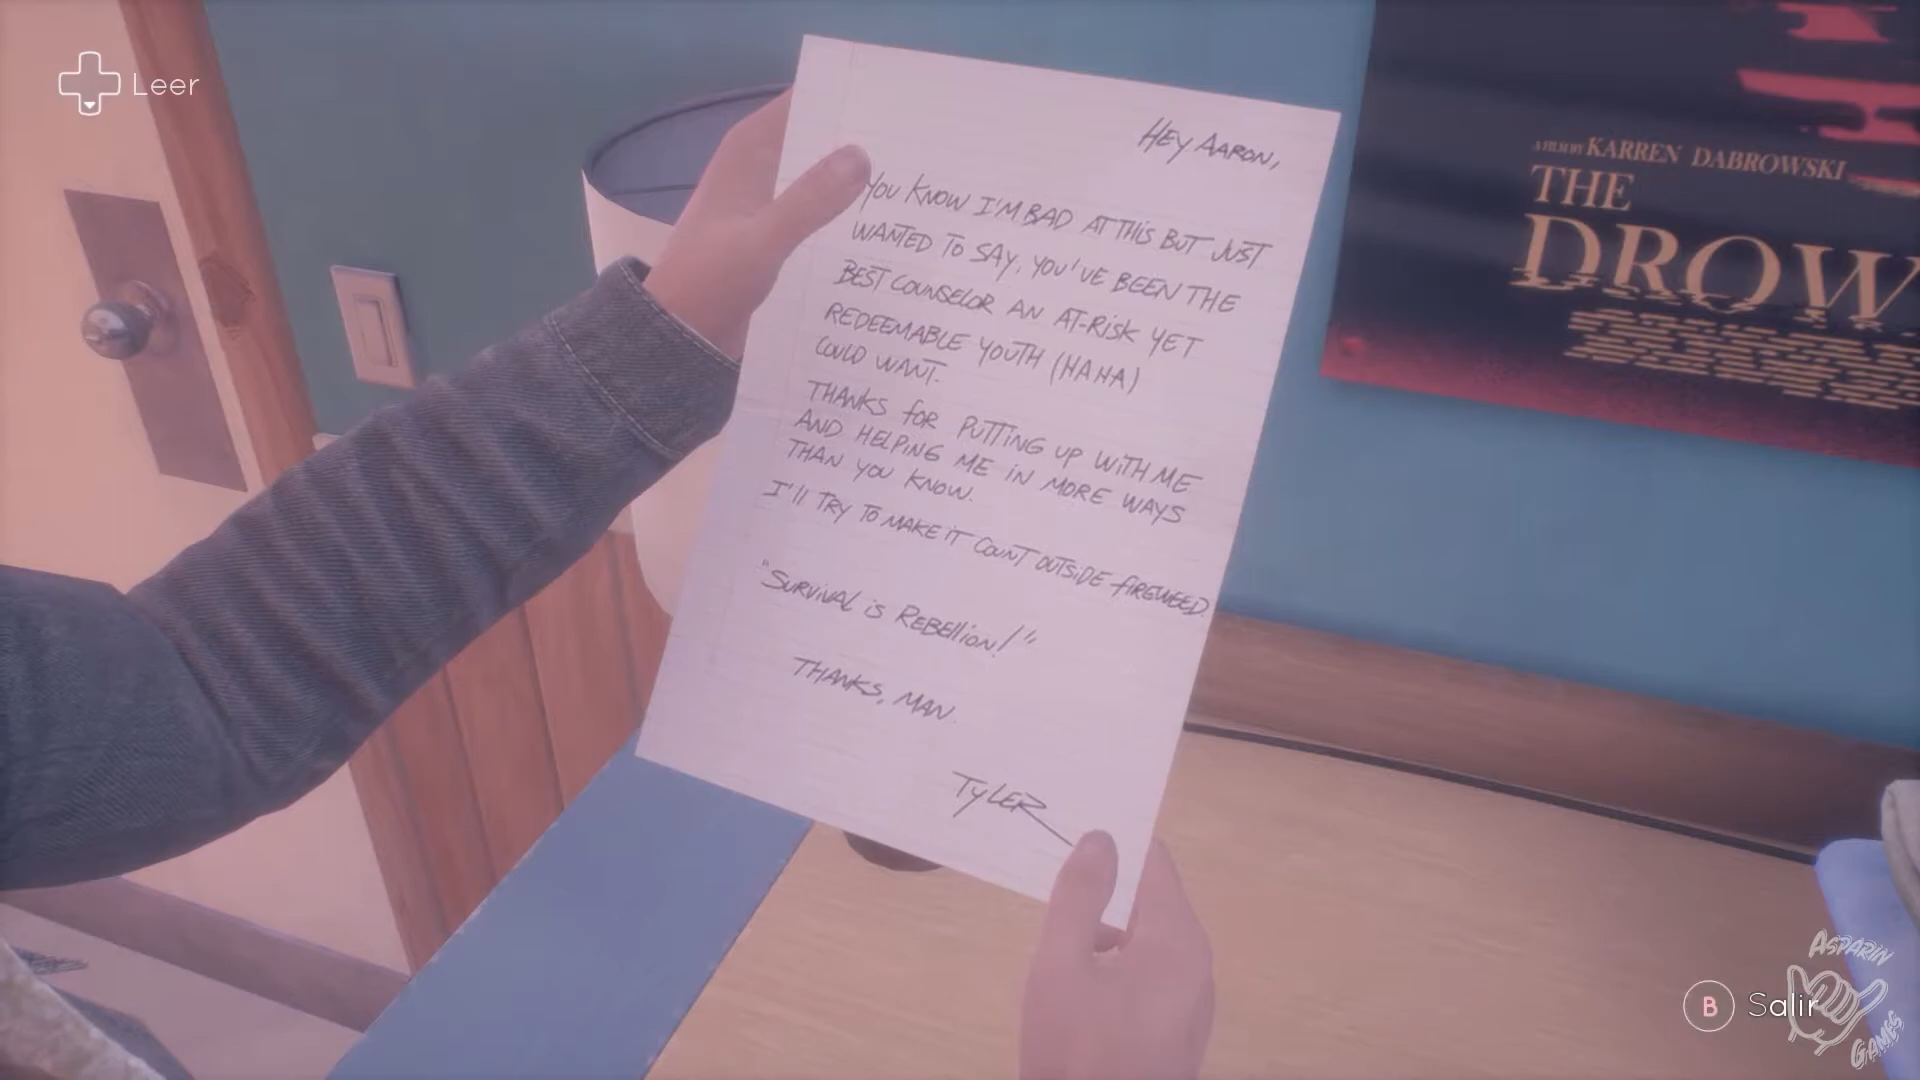 Leer
HEY AARON,
YOU KNOW I'M BAD AT THIS BUT JUST
WANTED TO SAY, YOU'VE BEEN THE
BEST COUNSELOR AN AT-RISK YET
REDEEMABLE YOUTH (HAHA)
COULD WANT.
THANKS FOR PUTTING UP WITH ME
AND HELPING ME IN MORE WAYS
THAN YOU KNOW.
I'll TRY TO MAKE IT COUNT OUTSIDE FIREWEED.
"SURVIVAL IS REBELLION!"
THANKS, MAN.
TYLER
A FILM BY KARREN DABROWSKI
THE
DROW
B Salir
ASPARIN
GAMES